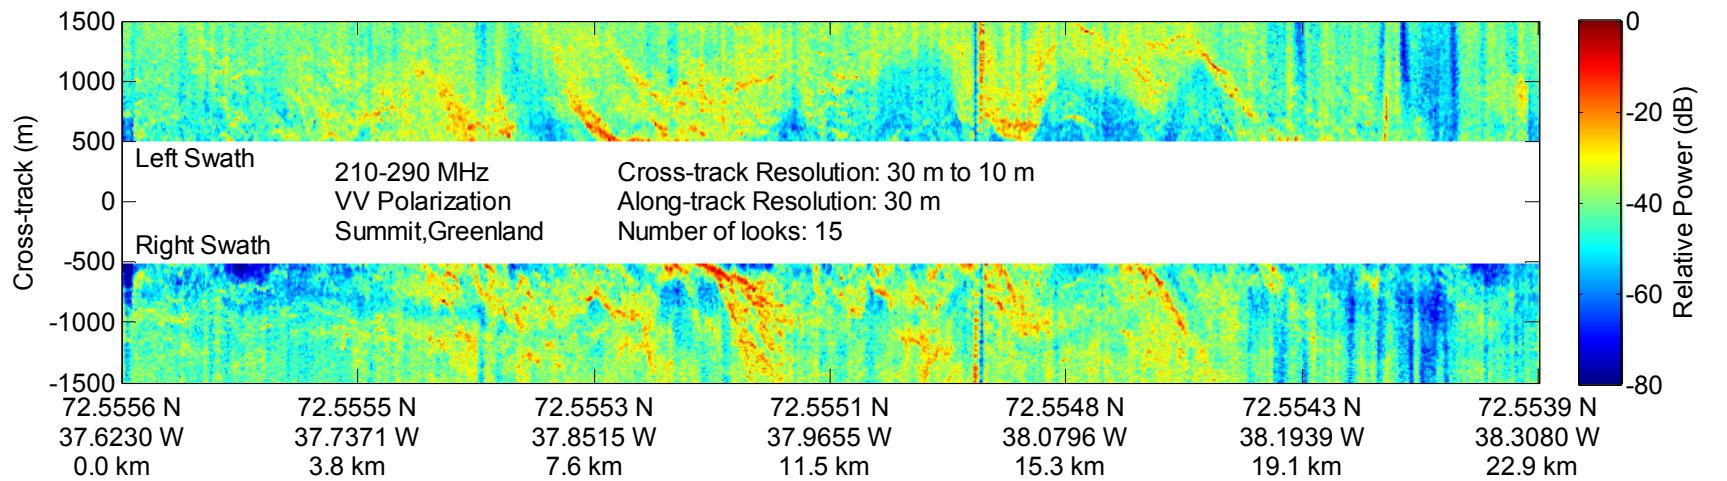 1500
1000
500
0
-500
-1000
-1500
Cross-track (m)
Left Swath
Right Swath
210-290 MHz
VV Polarization
Summit,Greenland
Cross-track Resolution: 30 m to 10 m
Along-track Resolution: 30 m
Number of looks: 15
72.5556 N
37.6230 W
0.0 km
72.5555 N
37.7371 W
3.8 km
72.5553 N
37.8515 W
7.6 km
72.5551 N
37.9655 W
11.5 km
72.5548 N
38.0796 W
15.3 km
72.5543 N
38.1939 W
19.1 km
72.5539 N
38.3080 W
22.9 km
0
-20
-40
-60
-80
Relative Power (dB)